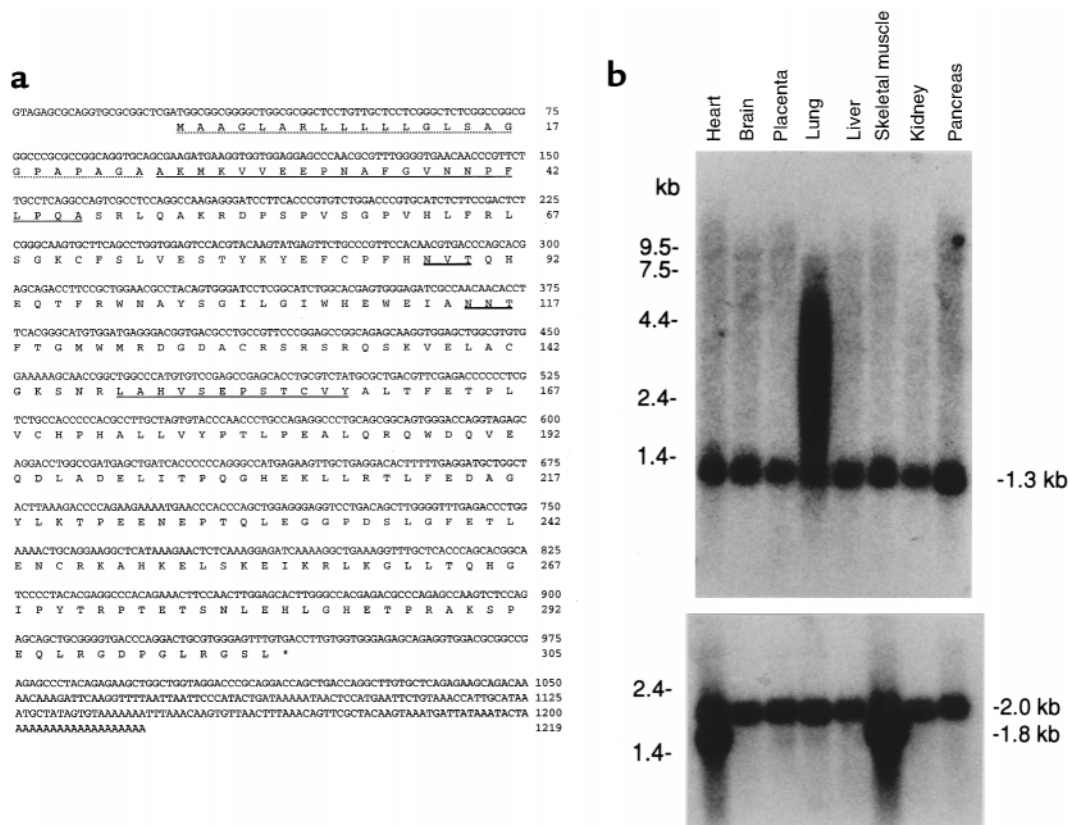 a
GTAGAGCGCAGGTGCGCGGCTCGATGGCGGCGGGGCTGGCGCGGCTCCTGTTGCTCCTCGGGCTCTCGGCCGGCG 75
M A A G L A R L L L L L G L S A G 17
GGCCCGCGCCGGCAGGTGCAGCGAAGATGAAGGTGGTGGAGGAGCCCAACGCGTTTGGGGTGAACAACCCGTTCT 150
G P A P A G A A K M K V V E E P N A F G V N N P F 42
TGCCTCAGGCCAGTCGCCTCCAGGCCAAGAGGGATCCTTCACCCGTGTCTGGACCCGTGCATCTCTTCCGACTCT 225
L P Q A S R L Q A K R D P S P V S G P V H L F R L 67
CGGGCAAGTGCTTCAGCCTGGTGGAGTCCACGTACAAGTATGAGTTCTGCCCGTTCCACAACGTGACCCAGCACG 300
S G K C F S L V E S T Y K Y E F C P F H N V T Q H 92
AGCAGACCTTCCGCTGGAACGCCTACAGTGGGATCCTCGGCATCTGGCACGAGTGGGAGATCGCCAACAACACCT 375
E Q T F R W N A Y S G I L G I W H E W E I A N N T 117
TCACGGGCATGTGGATGAGGGACGGTGACGCCTGCCGTTCCCGGAGCCGGCAGAGCAAGGTGGAGCTGGCGTGTG 450
F T G M W M R D G D A C R S R S R Q S K V E L A C 142
GAAAAAGCAACCGGCTGGCCCATGTGTCCGAGCCGAGCACCTGCGTCTATGCGCTGACGTTCGAGACCCCCCTCG 525
G K S N R L A H V S E P S T C V Y A L T F E T P L 167
TCTGCCACCCCCACGCCTTGCTAGTGTACCCAACCCTGCCAGAGGCCCTGCAGCGGCAGTGGGACCAGGTAGAGC 600
V C H P H A L L V Y P T L P E A L Q R Q W D Q V E 192
AGGACCTGGCCGATGAGCTGATCACCCCCCAGGGCCATGAGAAGTTGCTGAGGACACTTTTTGAGGATGCTGGCT 675
Q D L A D E L I T P Q G H E K L L R T L F E D A G 217
ACTTAAAGACCCCAGAAGAAAATGAACCCACCCAGCTGGAGGGAGGTCCTGACAGCTTGGGGTTTGAGACCCTGG 750
Y L K T P E E N E P T Q L E G G P D S L G F E T L 242
AAAACTGCAGGAAGGCTCATAAAGAACTCTCAAAGGAGATCAAAAGGCTGAAAGGTTTGCTCACCCAGCACGGCA 825
E N C R K A H K E L S K E I K R L K G L L T Q H G 267
TCCCCTACACGAGGCCCACAGAAACTTCCAACTTGGAGCACTTGGGCCACGAGACGCCCAGAGCCAAGTCTCCAG 900
I P Y T R P T E T S N L E H L G H E T P R A K S P 292
AGCAGCTGCGGGGTGACCCAGGACTGCGTGGGAGTTTGTGACCTTGTGGTGGGAGAGCAGAGGTGGACGCGGCCG 975
E Q L R G D P G L R G S L * 305
AGAGCCCTACAGAGAAGCTGGCTGGTAGGACCCGCAGGACCAGCTGACCAGGCTTGTGCTCAGAGAAGCAGACAA 1050
AACAAAGATTCAAGGTTTTAATTAATTCCCATACTGATAAAAATAACTCCATGAATTCTGTAAACCATTGCATAA 1125
ATGCTATAGTGTAAAAAAATTTAAACAAGTGTTAACTTTAAACAGTTCGCTACAAGTAAATGATTATAAATACTA 1200
AAAAAAAAAAAAAAAAAAA 1219
b
Heart
Brain
Placenta
Lung
Liver
Skeletal muscle
Kidney
Pancreas
kb
9.5-
7.5-
4.4-
2.4-
1.4-
-1.3 kb
2.4-
1.4-
-2.0 kb
-1.8 kb